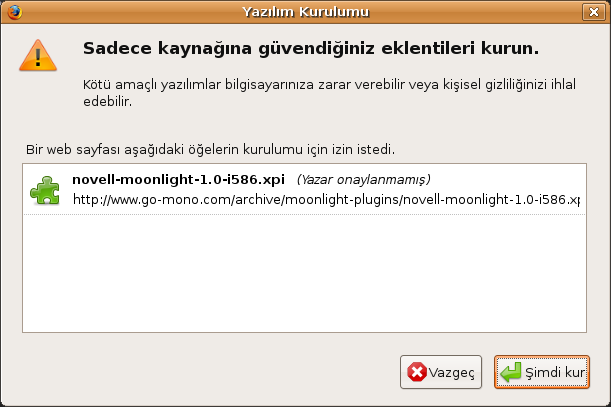 Yazılım Kurulumu
Sadece kaynağına güvendiğiniz eklentileri kurun.
Kötü amaçlı yazılımlar bilgisayarınıza zarar verebilir veya kişisel gizliliğinizi ihlal
edebilir.
Bir web sayfası aşağıdaki öğelerin kurulumu için izin istedi.
novell-moonlight-1.0-i586.xpi (Yazar onaylanmamış)
http://www.go-mono.com/archive/moonlight-plugins/novell-moonlight-1.0-i586.xp
Vazgeç Şimdi kur